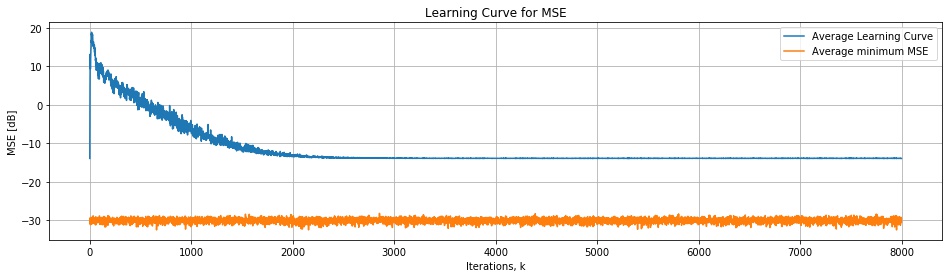 Learning Curve for MSE
Average Learning Curve
Average minimum MSE
MSE [dB]
20
10
0
−10
−20
−30
0 1000 2000 3000 4000 5000 6000 7000 8000
Iterations, k